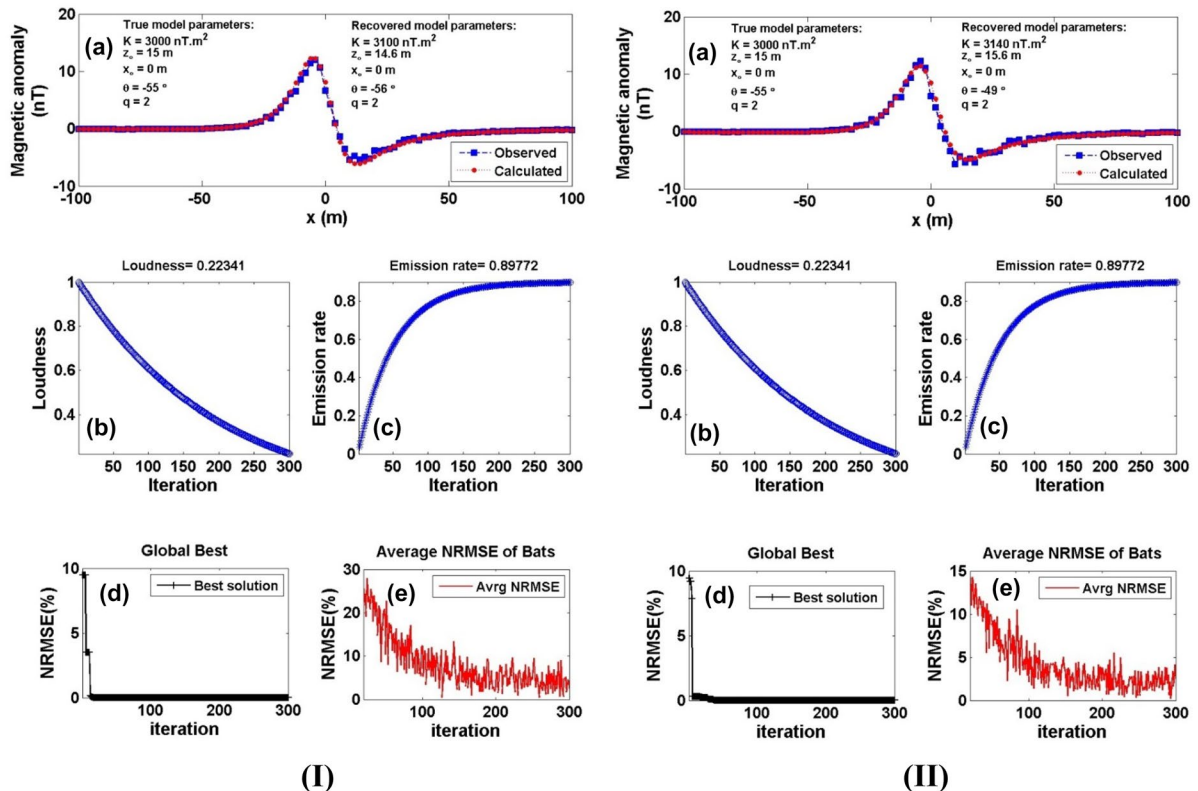 (a)
True model parameters:
K = 3000 nT.m²
z₀ = 15 m
x₀ = 0 m
θ = -55 °
q = 2
Recovered model parameters:
K = 3100 nT.m²
z₀ = 14.6 m
x₀ = 0 m
θ = -56 °
q = 2
Magnetic anomaly
(nT)
20
10
0
-10
Observed
Calculated
-100
-50
0
50
100
x (m)
Loudness= 0.22341
Loudness
1
0.8
0.6
0.4
(b)
50 100 150 200 250 300
Iteration
Emission rate= 0.89772
Emission rate
0.8
0.6
0.4
0.2
0
(c)
50 100 150 200 250 300
Iteration
Global Best
NRMSE(%)
10
5
0
(d)
Best solution
100 200 300
iteration
Average NRMSE of Bats
NRMSE(%)
30
20
10
0
(e)
Avrg NRMSE
100 200 300
iteration
(I)
(a)
True model parameters:
K = 3000 nT.m²
z₀ = 15 m
x₀ = 0 m
θ = -55 °
q = 2
Recovered model parameters:
K = 3140 nT.m²
z₀ = 15.6 m
x₀ = 0 m
θ = -49 °
q = 2
Magnetic anomaly
(nT)
20
10
0
-10
Observed
Calculated
-100
-50
0
50
100
x (m)
Loudness= 0.22341
Loudness
1
0.8
0.6
0.4
(b)
50 100 150 200 250 300
Iteration
Emission rate= 0.89772
Emission rate
0.8
0.6
0.4
0.2
0
(c)
50 100 150 200 250 300
Iteration
Global Best
NRMSE(%)
10
5
0
(d)
Best solution
100 200 300
iteration
Average NRMSE of Bats
NRMSE(%)
15
10
5
0
(e)
Avrg NRMSE
100 200 300
iteration
(II)